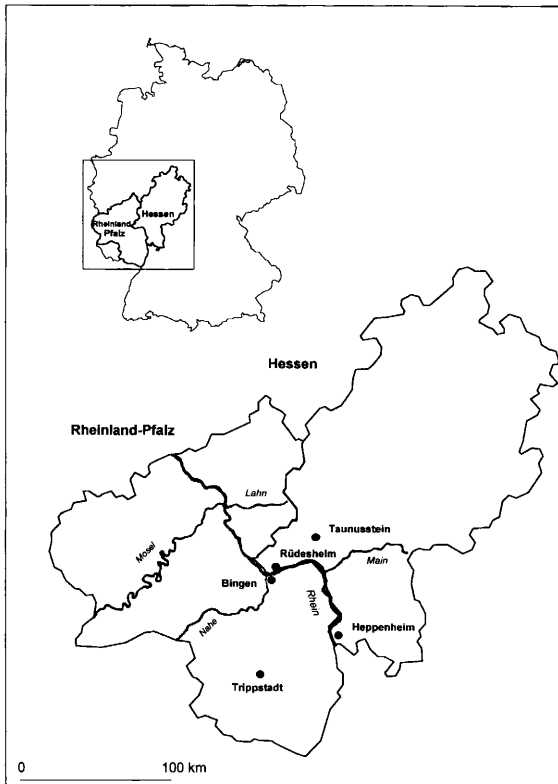 Hessen
Rheinland-
Pfalz
Hessen
Rheinland-Pfalz
Lahn
Taunusstein
Mosel
Rüdesheim
Main
Bingen
Rhein
Nahe
Heppenheim
Trippstadt
0 100 km